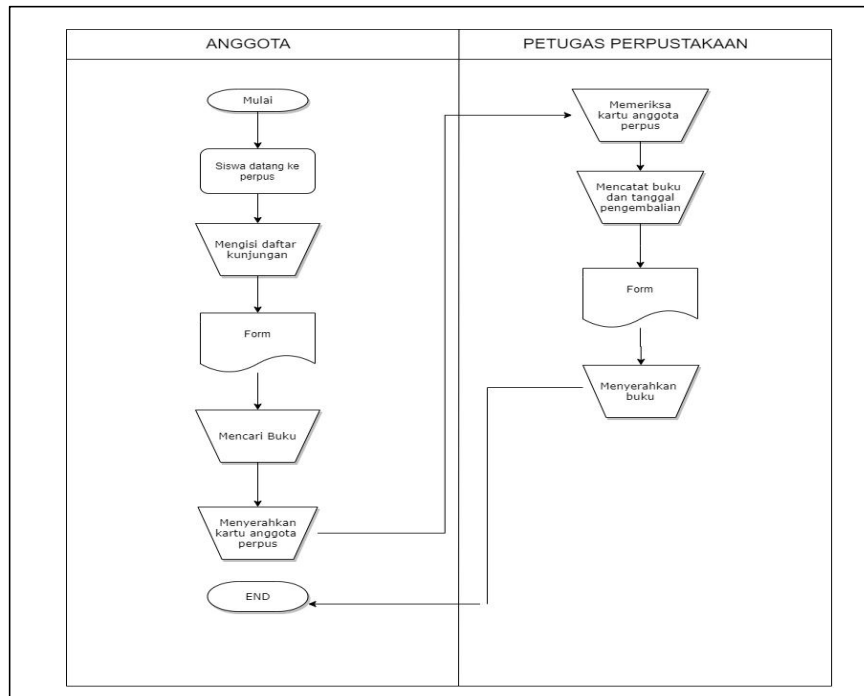 ANGGOTA
Mulai
Siswa datang ke
perpus
Mengisi daftar
kunjungan
Form
Mencari Buku
Menyerahkan
kartu anggota
perpus
END
PETUGAS PERPUSTAKAAN
Memeriksa
kartu anggota
perpus
Mencatat buku
dan tanggal
pengembalian
Form
Menyerahkan
buku